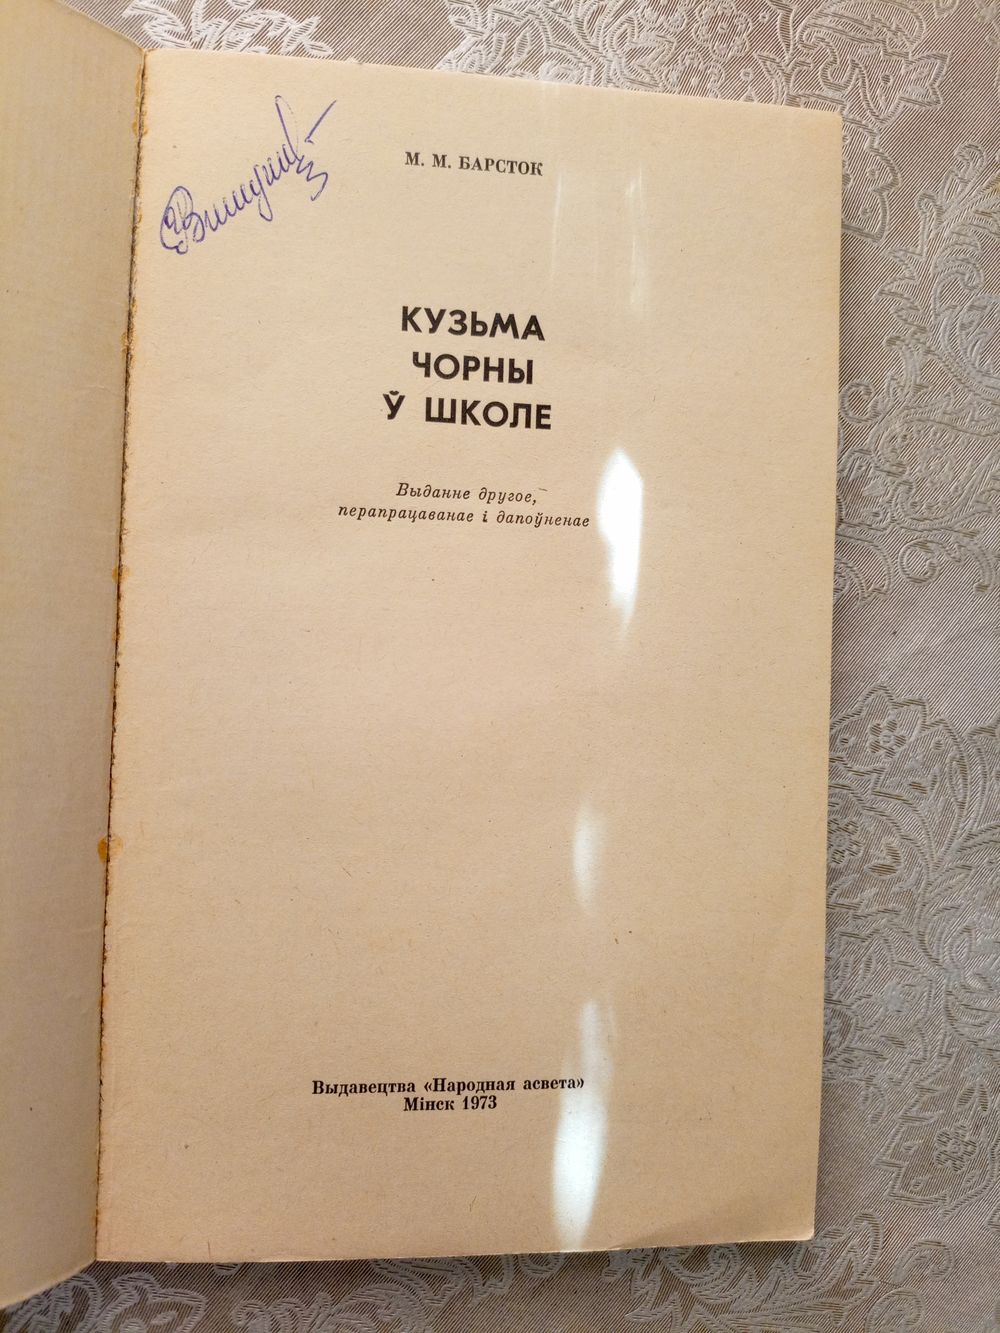 М. М. БАРСТОК
КУЗЬМА
ЧОРНЫ
Ў ШКОЛЕ
Выданне другое,
перапрацаванае і дапоўненае
Выдавецтва «Народная асвета»
Мінск 1973